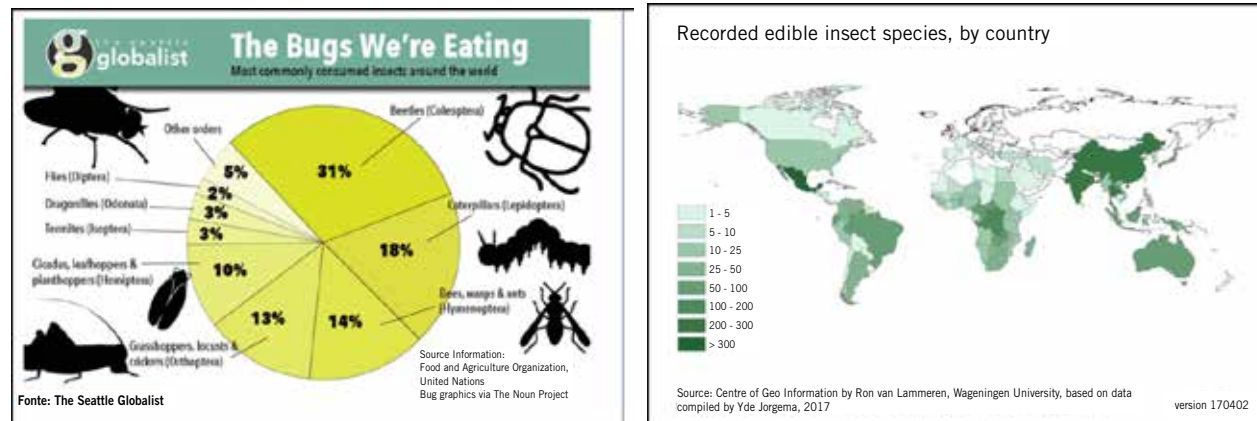 the seattle
globalist
The Bugs We're Eating
Most commonly consumed insects around the world
Beetles (Coleoptera)
31%
Caterpillars (Lepidoptera)
18%
Bees, wasps & ants
(Hymenoptera)
14%
Grasshoppers, locusts &
crickets (Orthoptera)
13%
Cicadas, leafhoppers &
planthoppers (Hemiptera)
10%
Termites (Isoptera)
3%
Dragonflies (Odonata)
3%
Flies (Diptera)
2%
Other orders
5%
Source Information:
Food and Agriculture Organization,
United Nations
Bug graphics via The Noun Project
Fonte: The Seattle Globalist
Recorded edible insect species, by country
1 - 5
5 - 10
10 - 25
25 - 50
50 - 100
100 - 200
200 - 300
> 300
Source: Centre of Geo Information by Ron van Lammeren, Wageningen University, based on data
compiled by Yde Jorgema, 2017
version 170402